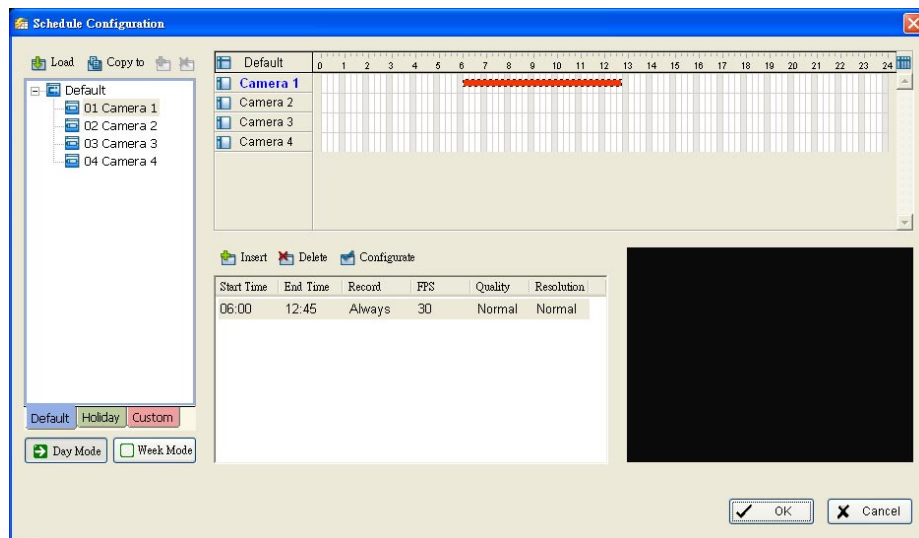 Schedule Configuration
Load Copy to
Default
01 Camera 1
02 Camera 2
03 Camera 3
04 Camera 4
Default Holiday Custom
Day Mode Week Mode
Default 0 1 2 3 4 5 6 7 8 9 10 11 12 13 14 15 16 17 18 19 20 21 22 23 24
Camera 1
Camera 2
Camera 3
Camera 4
Insert Delete Configurate
Start Time End Time Record FPS Quality Resolution
06:00 12:45 Always 30 Normal Normal
OK Cancel